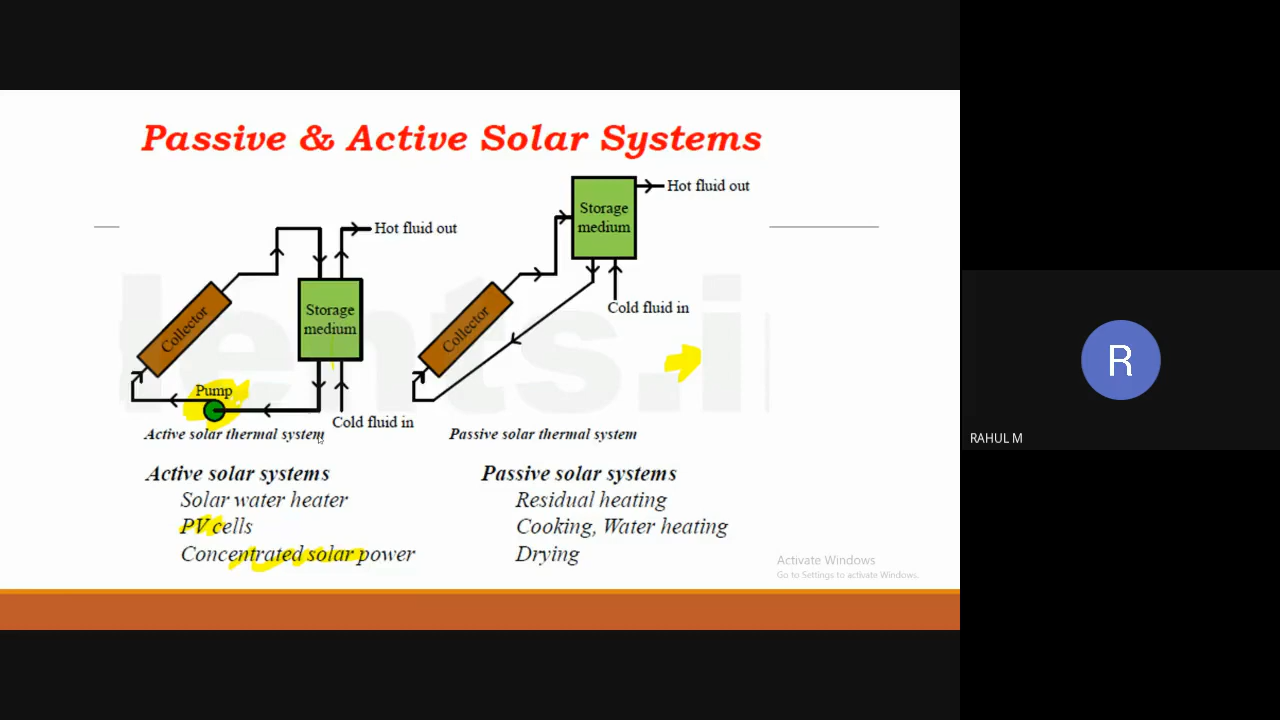 Passive & Active Solar Systems
Hot fluid out
Storage
medium
Collector
Pump
Cold fluid in
Active solar thermal system
Hot fluid out
Storage
medium
Cold fluid in
Collector
Passive solar thermal system
Active solar systems
Solar water heater
PV cells
Concentrated solar power
Passive solar systems
Residual heating
Cooking, Water heating
Drying
lents.i
Activate Windows
Go to Settings to activate Windows.
R
RAHUL M